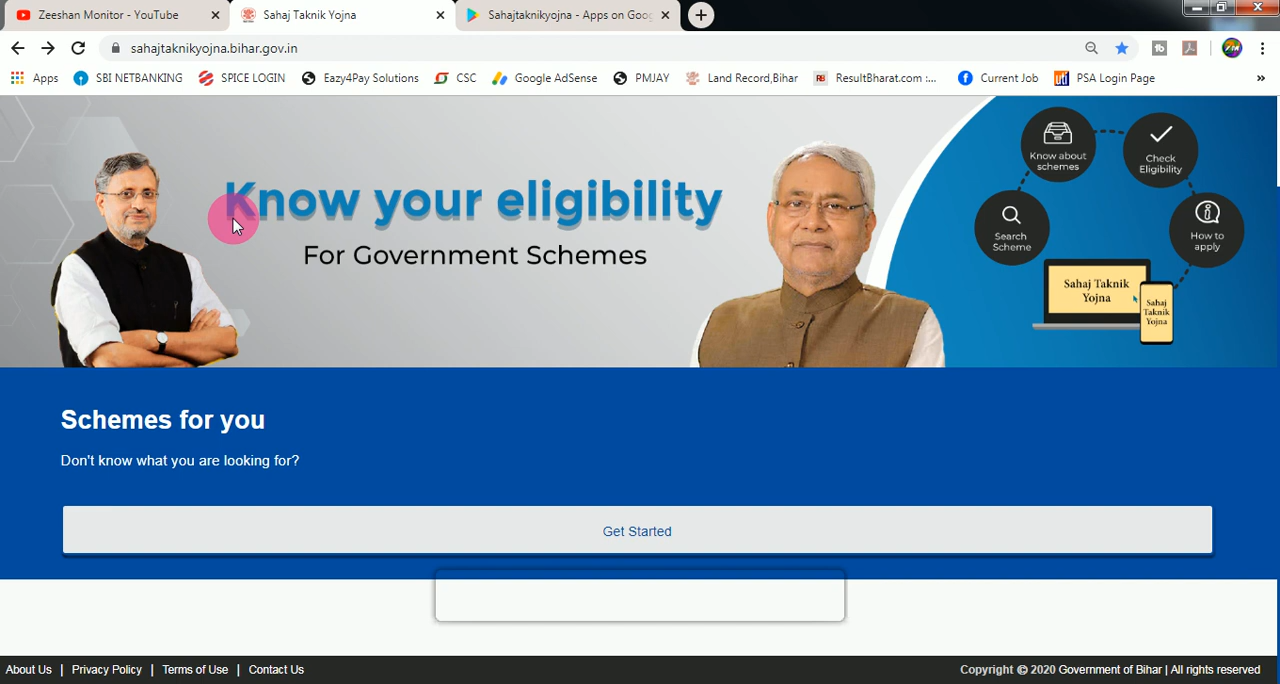 Zeeshan Monitor - YouTube
Sahaj Taknik Yojna
Sahajtaknikyojna - Apps on Goog
sahajtaknikyojna.bihar.gov.in
Apps
SBI NETBANKING
SPICE LOGIN
Eazy4Pay Solutions
CSC
Google AdSense
PMJAY
Land Record,Bihar
RB
ResultBharat.com :...
Current Job
uti
PSA Login Page
»
Know your eligibility
For Government Schemes
Know about
schemes
Check
Eligibility
Search
Scheme
How to
apply
Sahaj Taknik
Yojna
Sahaj
Taknik
Yojna
Schemes for you
Don't know what you are looking for?
Get Started
About Us | Privacy Policy | Terms of Use | Contact Us
Copyright © 2020 Government of Bihar | All rights reserved